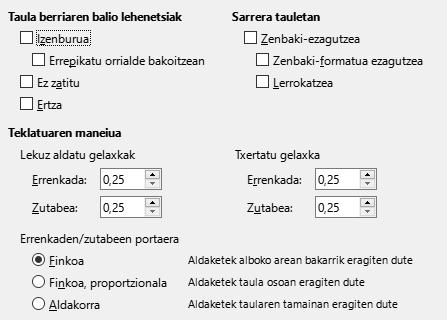 Taula berriaren balio lehenetsiak
Sarrera tauletan
Izenburua
Zenbaki-ezagutzea
Errepikatu orrialde bakoitzean
Zenbaki-formatua ezagutzea
Ez zatitu
Lerrokatzea
Ertza
Teklatuaren maneiua
Lekuz aldatu gelaxkak
Txertatu gelaxka
Errenkada: 0,25
Errenkada: 0,25
Zutabea: 0,25
Zutabea: 0,25
Errenkaden/zutabeen portaera
Finkoa Aldaketek alboko arean bakarrik eragiten dute
Finkoa, proportzionala Aldaketek taula osoan eragiten dute
Aldakorra Aldaketek taularen tamainan eragiten dute